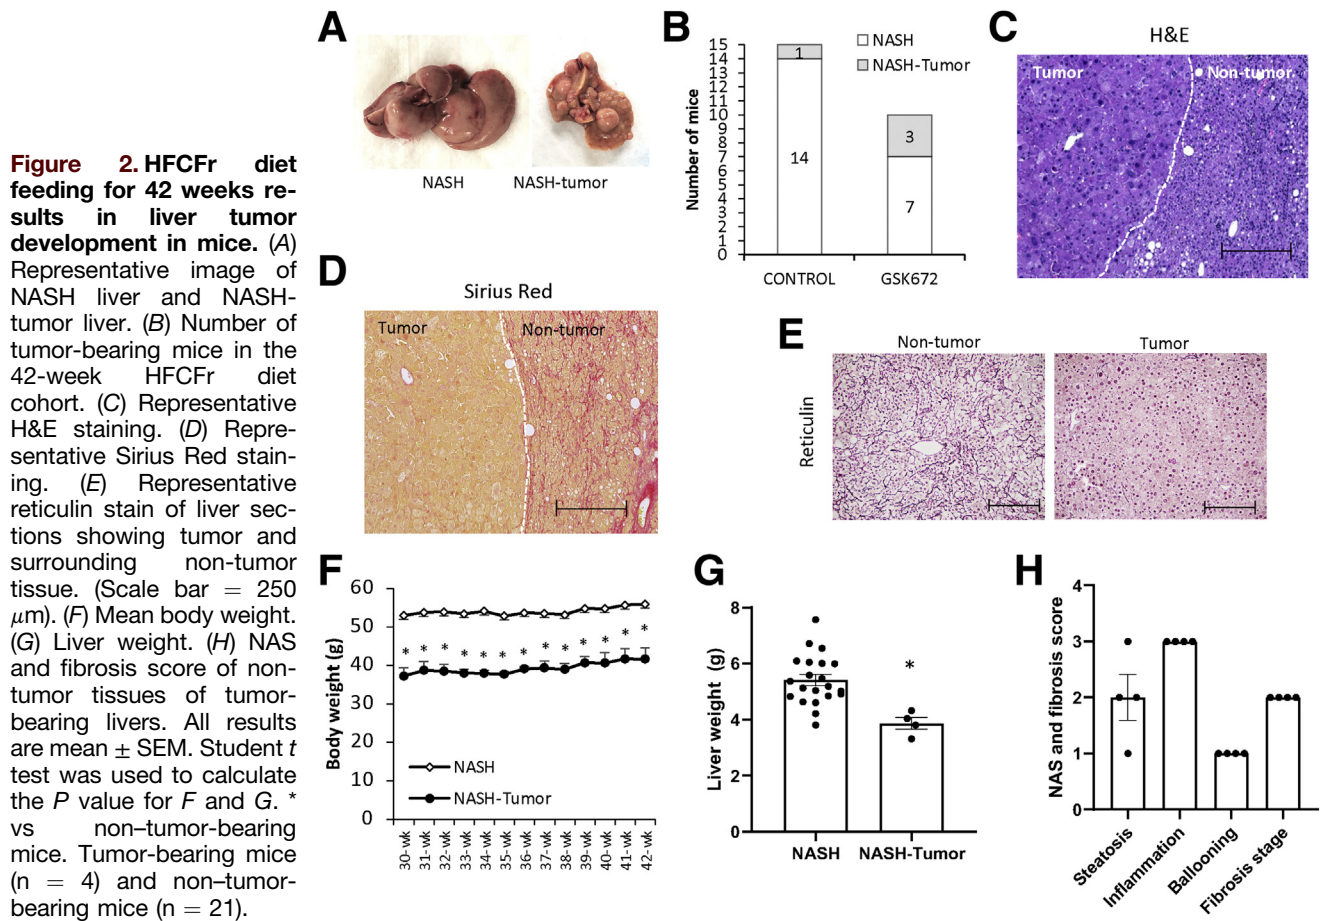 Figure 2. HFCFr diet
feeding for 42 weeks re-
sults in liver tumor
development in mice. (A)
Representative image of
NASH liver and NASH-
tumor liver. (B) Number of
tumor-bearing mice in the
42-week HFCFr diet
cohort. (C) Representative
H&E staining. (D) Repre-
sentative Sirius Red stain-
ing. (E) Representative
reticulin stain of liver sec-
tions showing tumor and
surrounding non-tumor
tissue. (Scale bar = 250
μm). (F) Mean body weight.
(G) Liver weight. (H) NAS
and fibrosis score of non-
tumor tissues of tumor-
bearing livers. All results
are mean ± SEM. Student t
test was used to calculate
the P value for F and G. *
vs non–tumor-bearing
mice. Tumor-bearing mice
(n = 4) and non–tumor-
bearing mice (n = 21).
A
NASH
NASH-tumor
B
Number of mice
15
14
13
12
11
10
9
8
7
6
5
4
3
2
1
0
NASH
NASH-Tumor
1
14
3
7
CONTROL
GSK672
C
H&E
Tumor
Non-tumor
D
Sirius Red
Tumor
Non-tumor
E
Non-tumor
Tumor
Reticulin
F
Body weight (g)
60
50
40
30
20
10
0
* * * * * * * * * * * * *
NASH
NASH-Tumor
30-wk
31-wk
32-wk
33-wk
34-wk
35-wk
36-wk
37-wk
38-wk
39-wk
40-wk
41-wk
42-wk
G
Liver weight (g)
8
6
4
2
0
*
NASH
NASH-Tumor
H
NAS and fibrosis score
4
3
2
1
0
Steatosis
Inflammation
Ballooning
Fibrosis stage